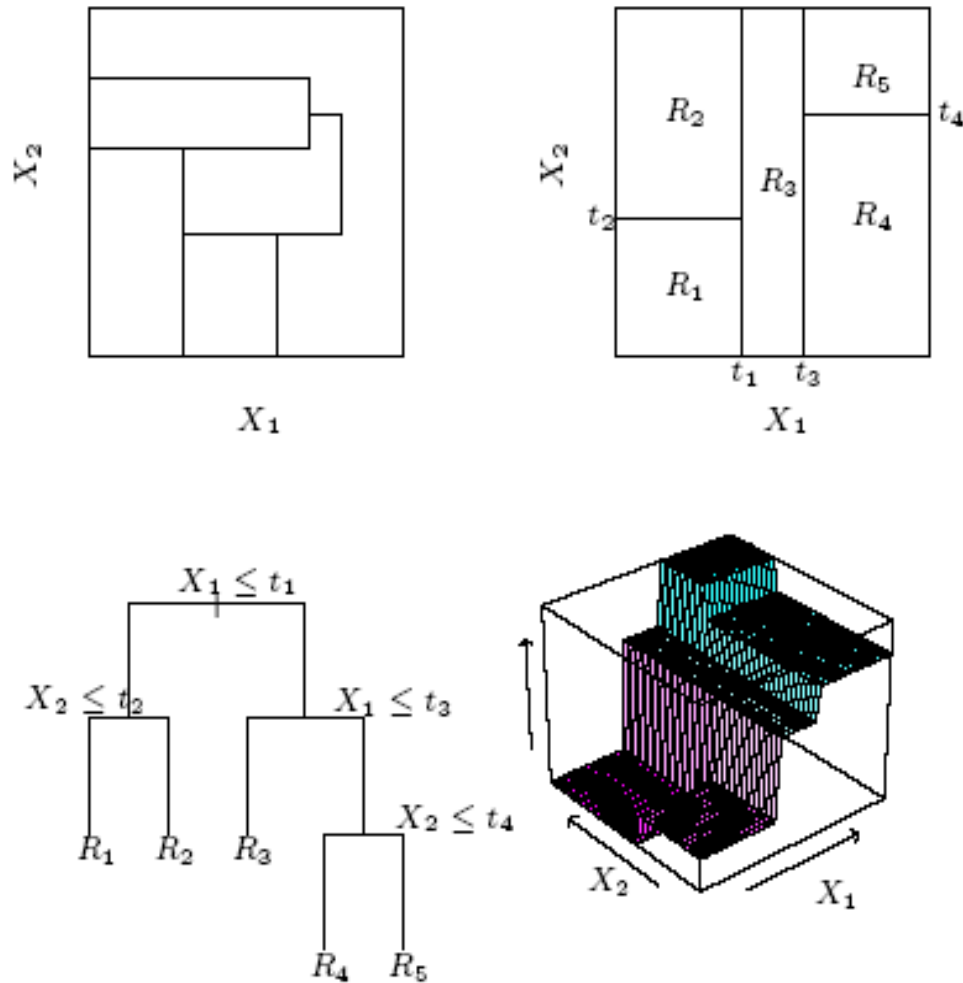 X₂
X₁
R₅
R₂
t₄
X₂
R₃
t₂
R₄
R₁
t₁ t₃
X₁
X₁ ≤ t₁
X₂ ≤ t₂ X₁ ≤ t₃
X₂ ≤ t₄
R₁ R₂ R₃
R₄ R₅
X₂
X₁